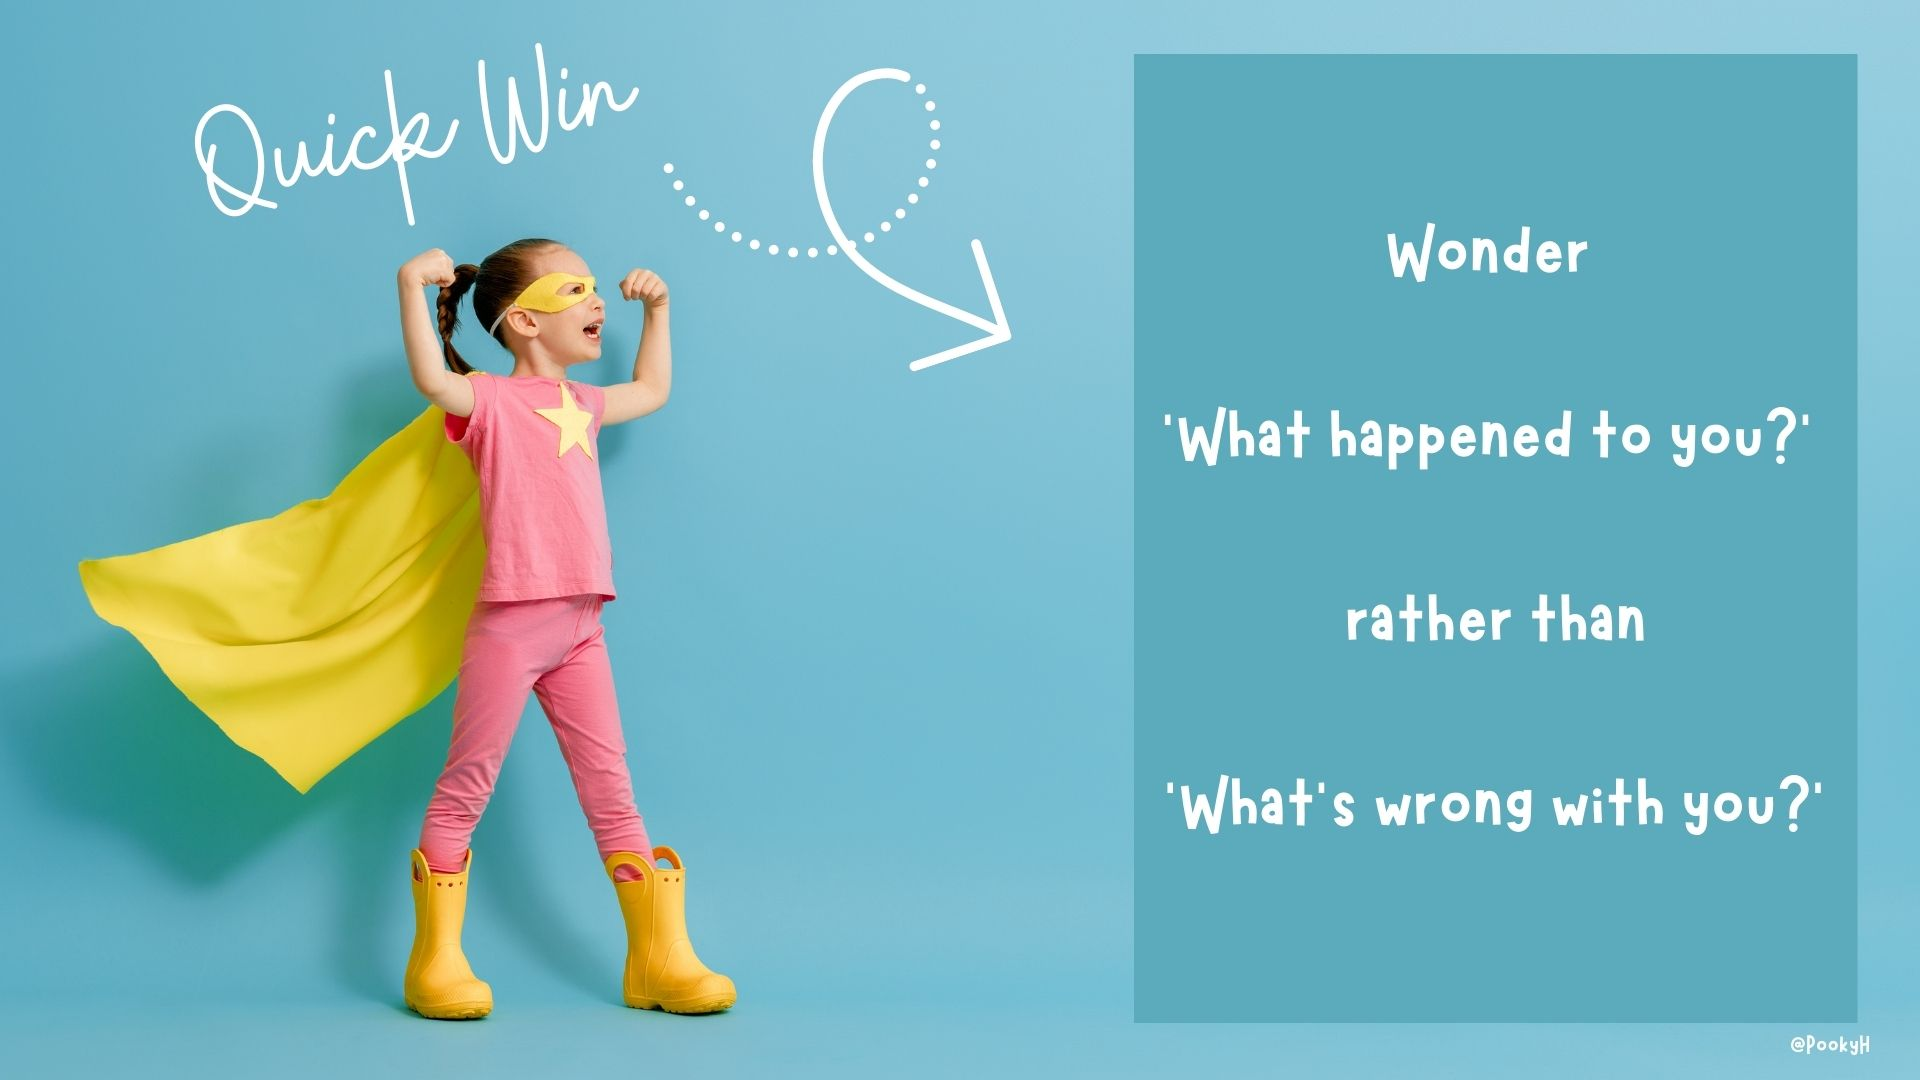 Quick Win
Wonder
'What happened to you?'
rather than
'What's wrong with you?'
@PookyH